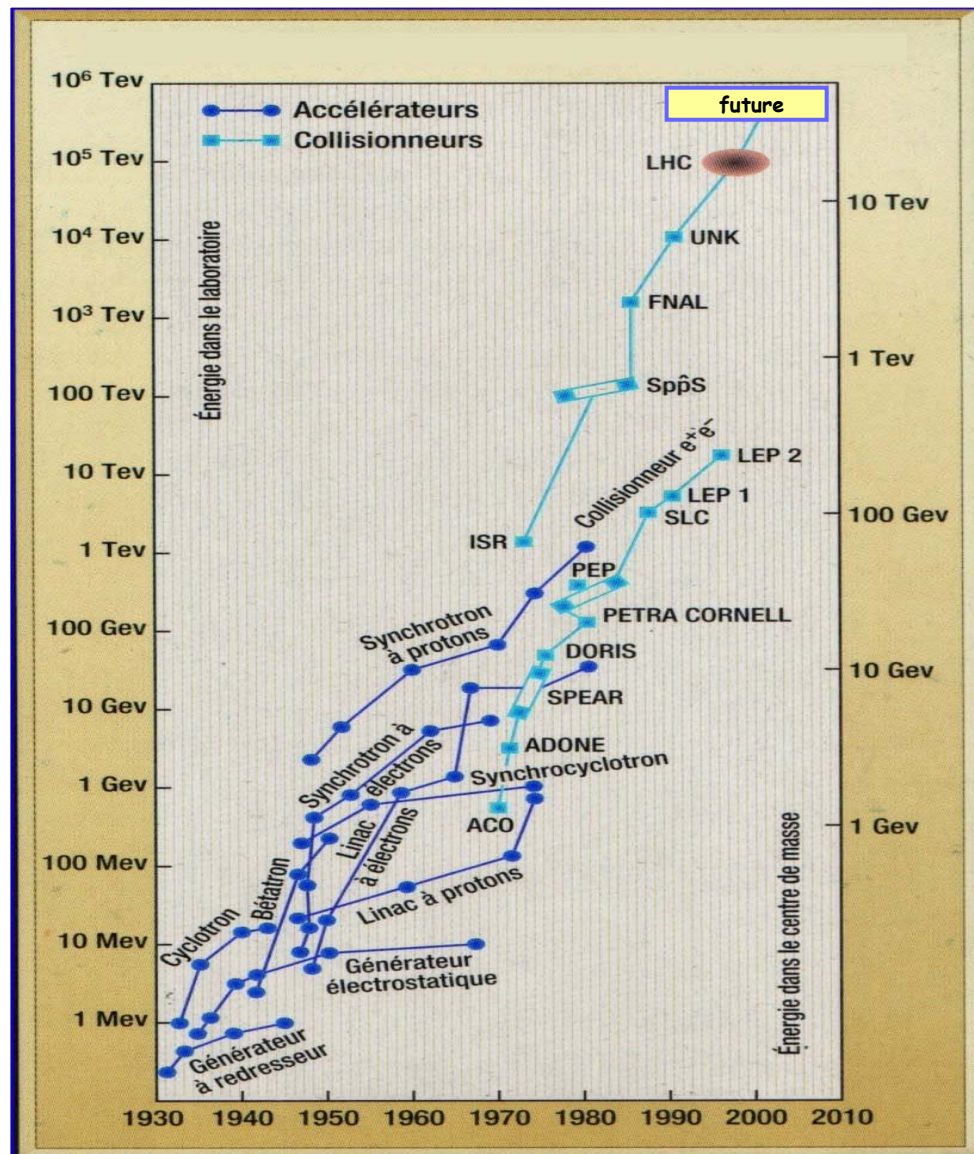 future
Accélérateurs
Collisionneurs
10⁶ Tev
10⁵ Tev
10⁴ Tev
10³ Tev
100 Tev
10 Tev
1 Tev
100 Gev
10 Gev
1 Gev
100 Mev
10 Mev
1 Mev
Énergie dans le laboratoire
LHC
UNK
FNAL
Spp̂S
ISR
Collisionneur e⁺e⁻
LEP 2
LEP 1
SLC
PEP
PETRA CORNELL
DORIS
SPEAR
ADONE
ACO
Synchrotron
à protons
Synchrotron à
électrons
Synchrocyclotron
Linac
à électrons
Bétatron
Cyclotron
Linac à protons
Générateur
électrostatique
Générateur
à redresseur
10 Tev
1 Tev
100 Gev
10 Gev
1 Gev
Énergie dans le centre de masse
1930 1940 1950 1960 1970 1980 1990 2000 2010